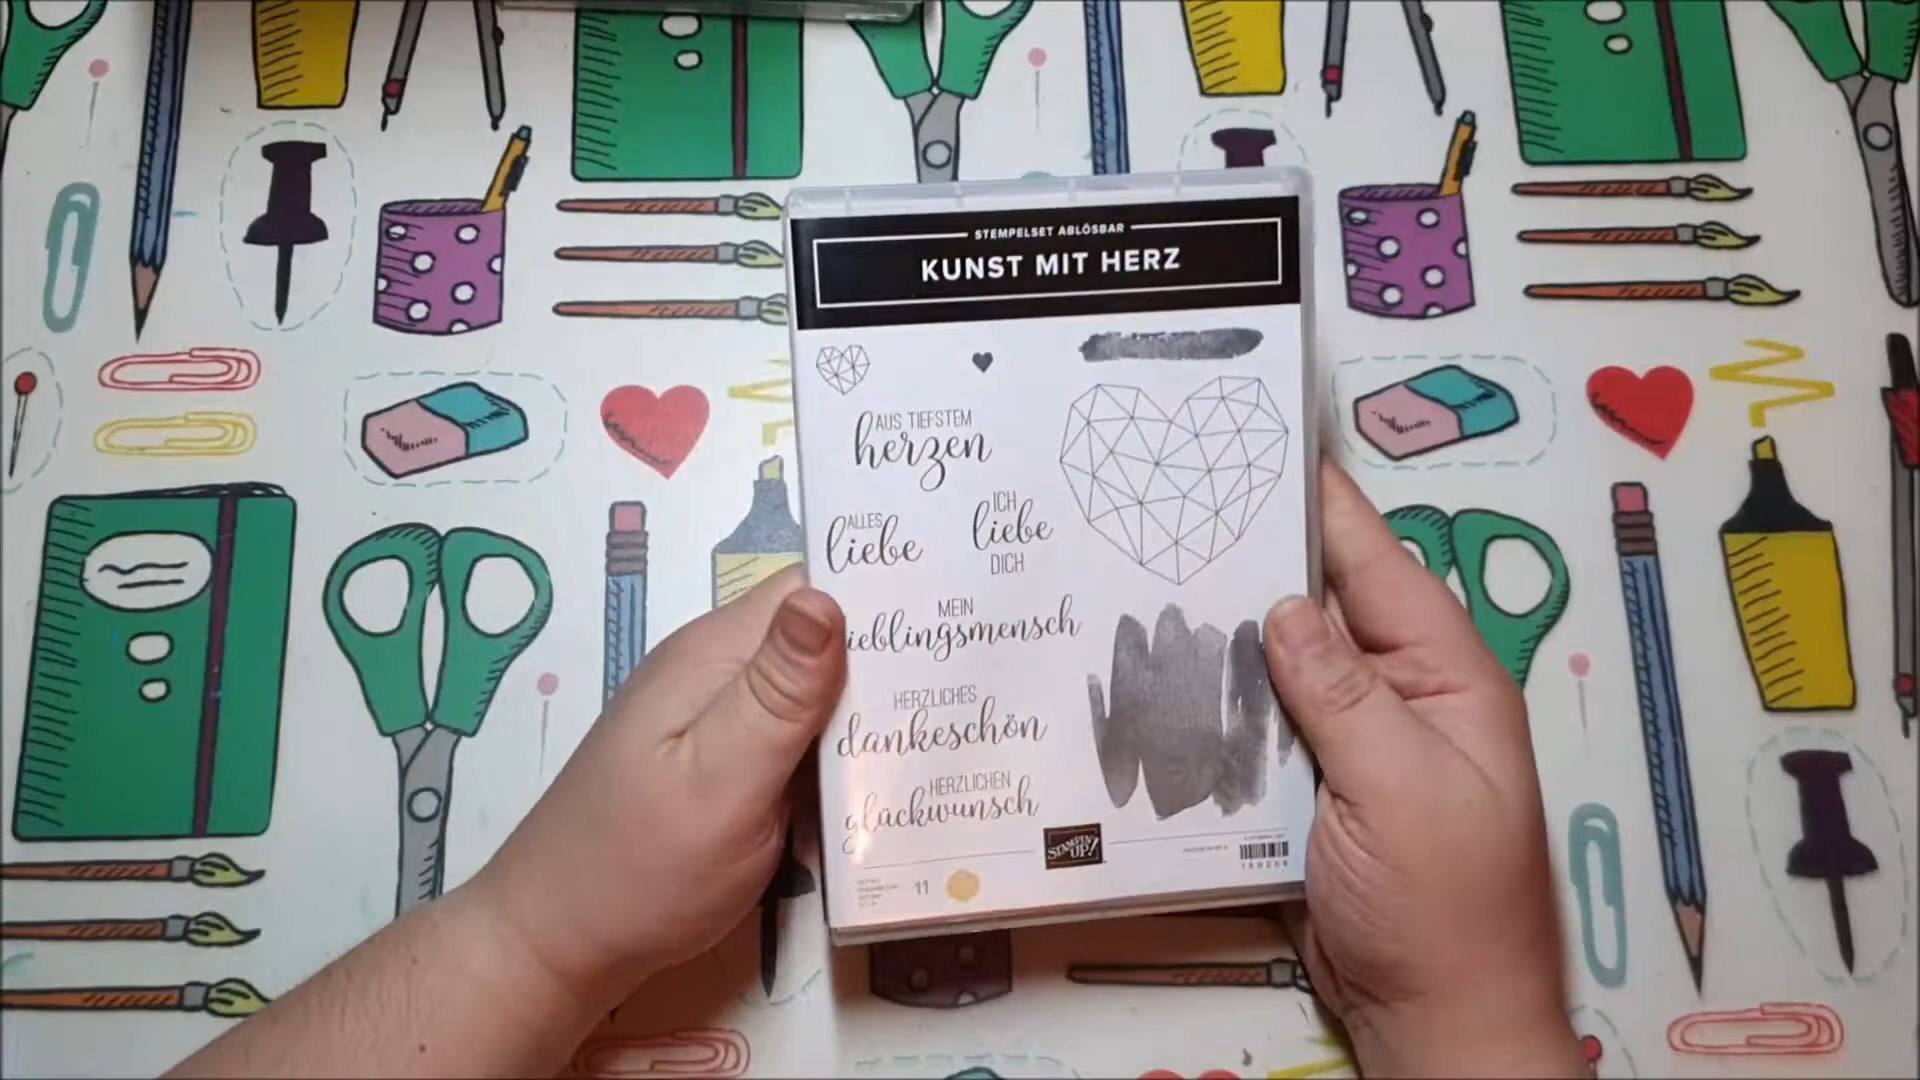 STEMPELSET ABLÖSBAR
KUNST MIT HERZ
AUS TIEFSTEM
herzen
ALLES
liebe
ICH
liebe
DICH
MEIN
HERZLICHES
dankeschön
HERZLICHEN
glückwunsch
STAMPIN'
UP!
11